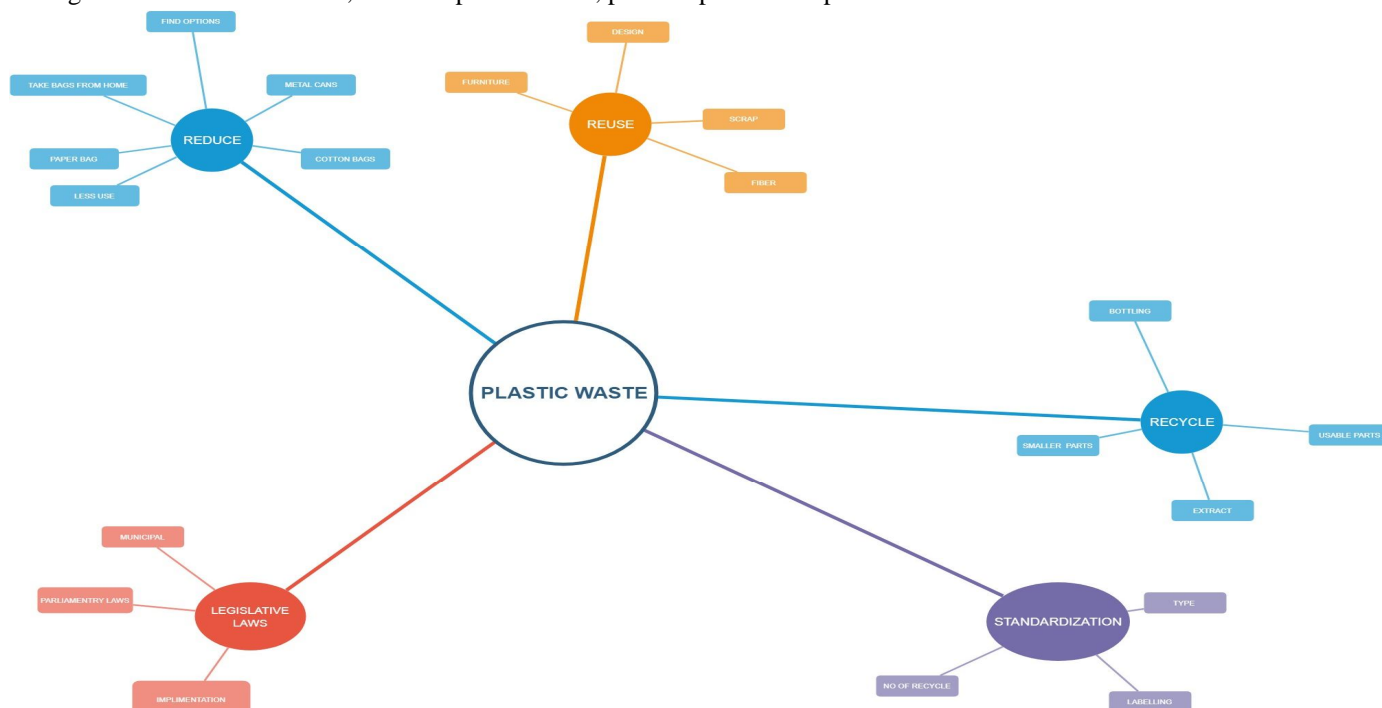 FIND OPTIONS
TAKE BAGS FROM HOME
METAL CANS
REDUCE
PAPER BAG
COTTON BAGS
LESS USE
DESIGN
FURNITURE
REUSE
SCRAP
FIBER
PLASTIC WASTE
BOTTLING
RECYCLE
SMALLER PARTS
USABLE PARTS
EXTRACT
MUNICIPAL
PARLIAMENTRY LAWS
LEGISLATIVE
LAWS
IMPLIMENTATION
TYPE
STANDARDIZATION
NO OF RECYCLE
LABELLING